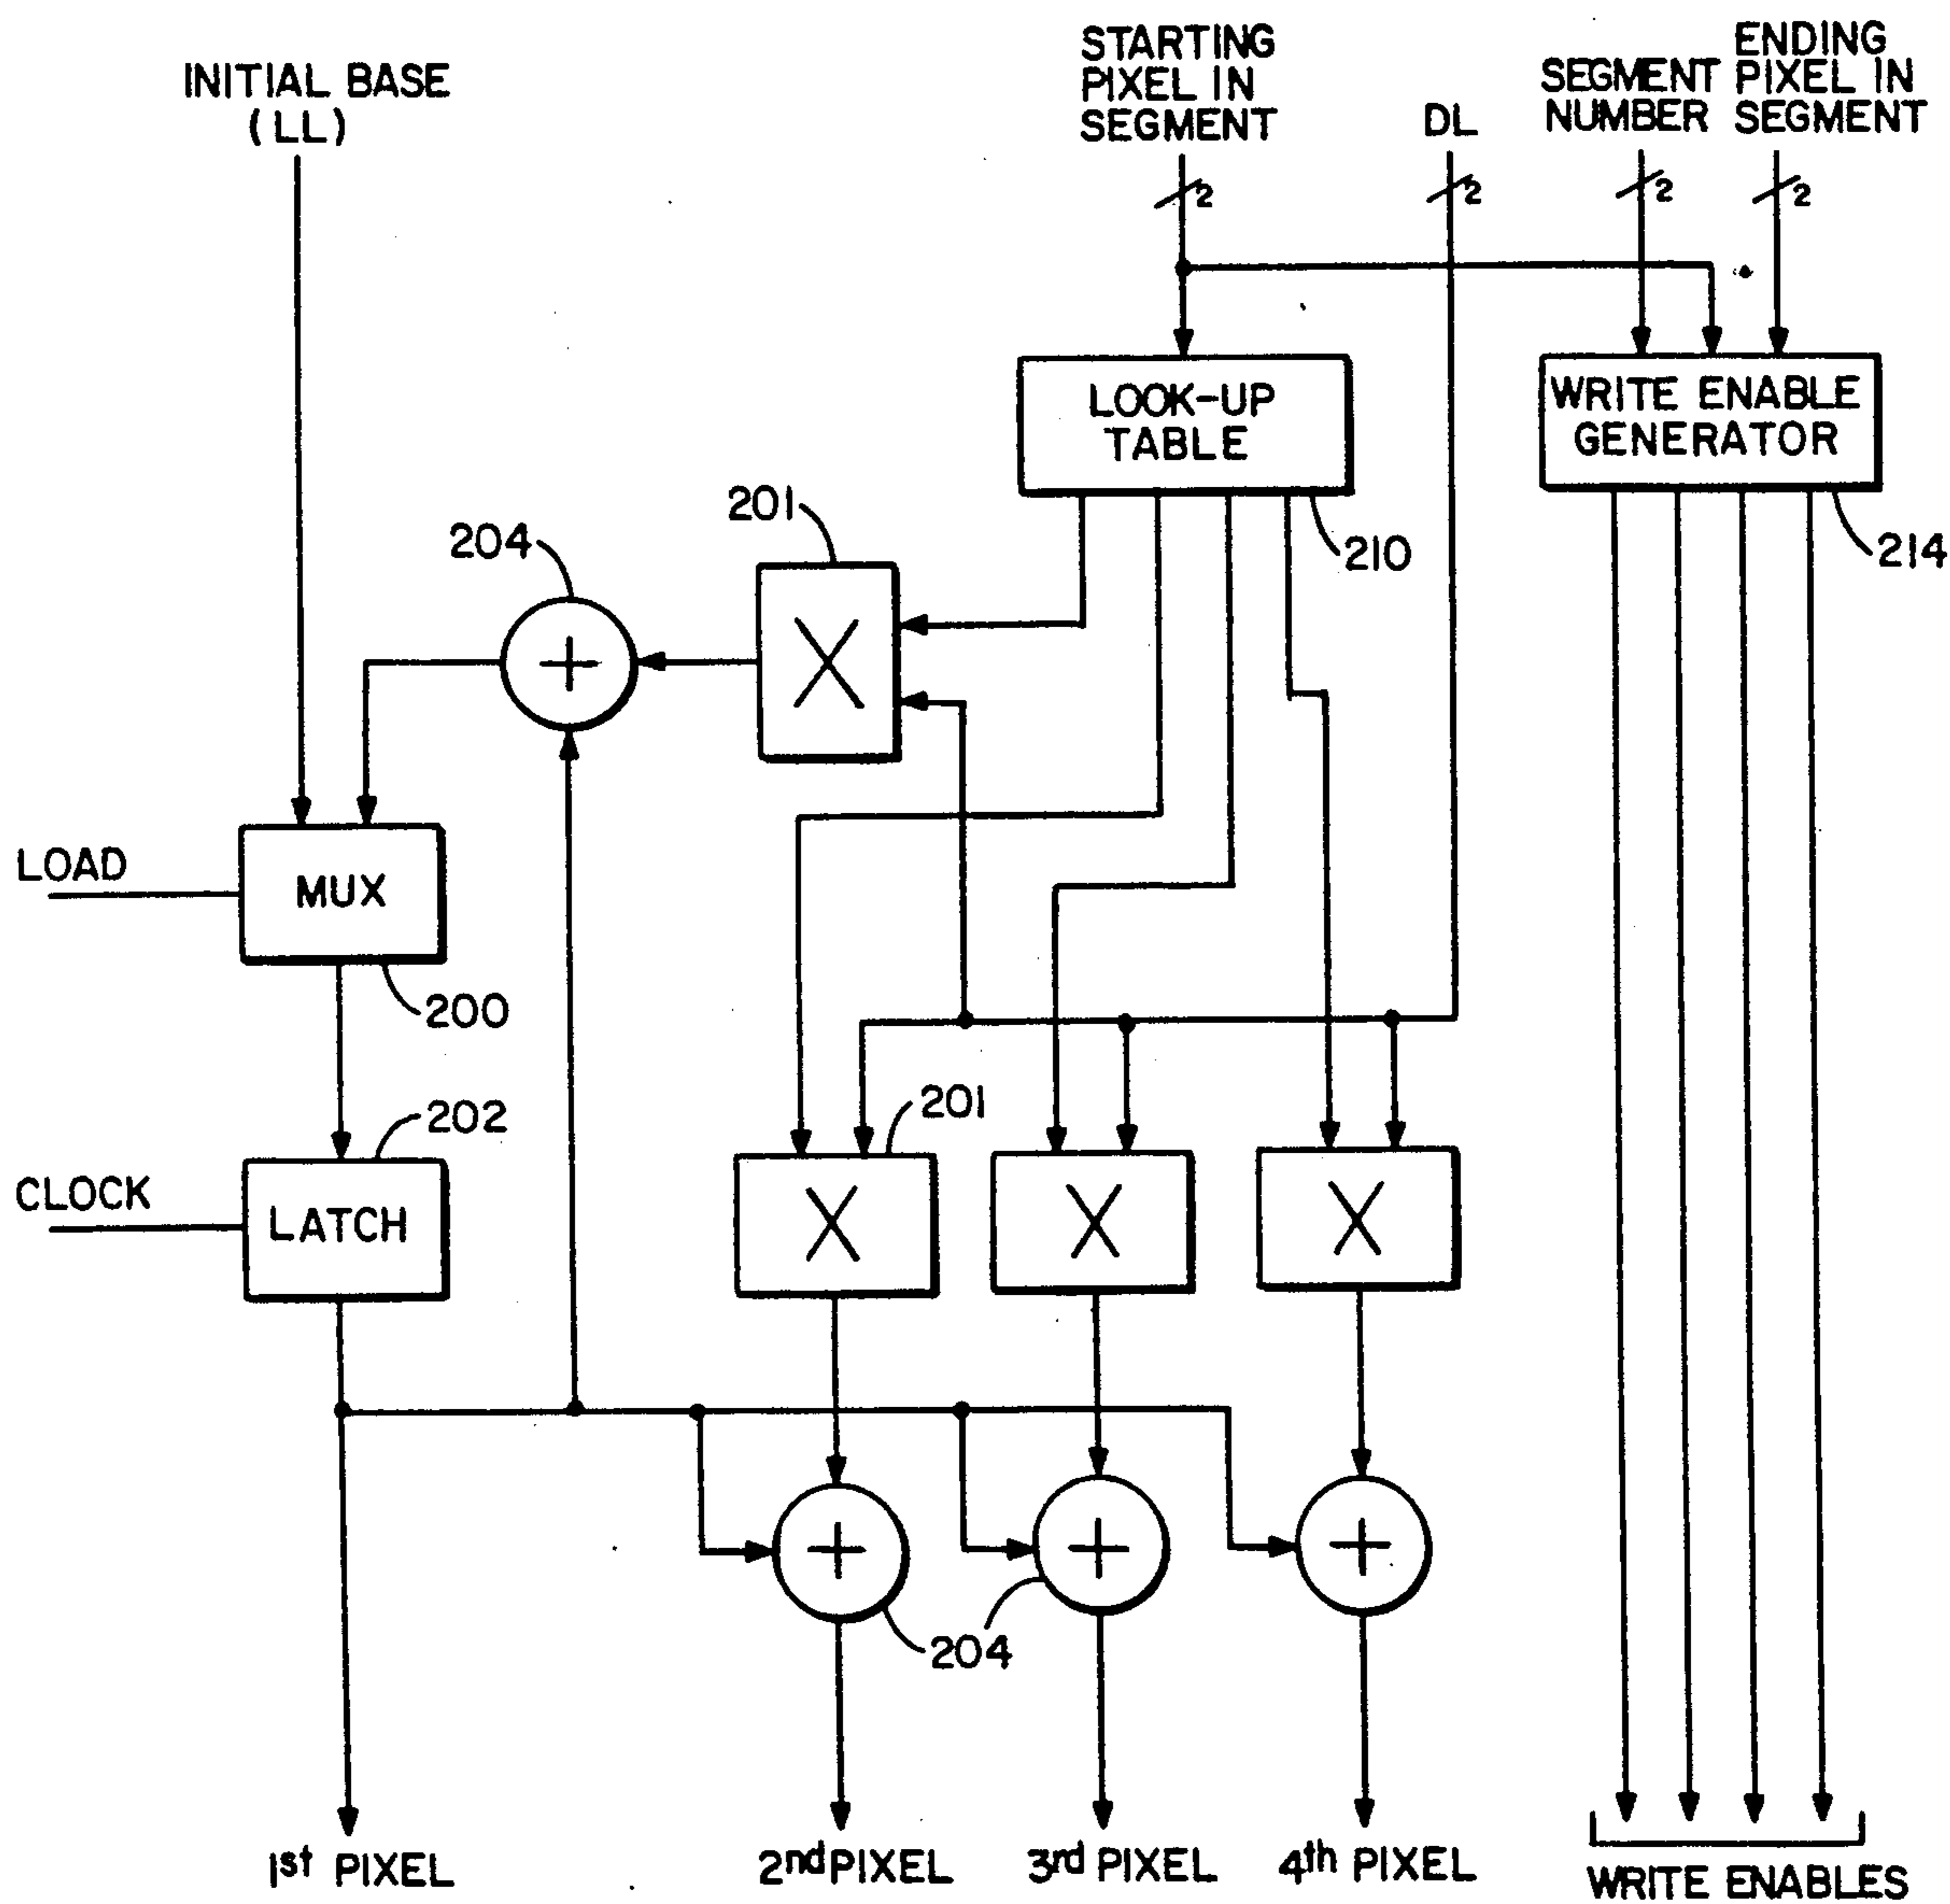 INITIAL BASE
(LL)
STARTING
PIXEL IN
SEGMENT
DL
SEGMENT
NUMBER
ENDING
PIXEL IN
SEGMENT
2
2
2
2
LOOK-UP
TABLE
WRITE ENABLE
GENERATOR
201
204
210
214
X
+
LOAD
MUX
200
202
201
CLOCK
LATCH
X
X
X
+
+
+
204
1st PIXEL
2nd PIXEL
3rd PIXEL
4th PIXEL
WRITE ENABLES